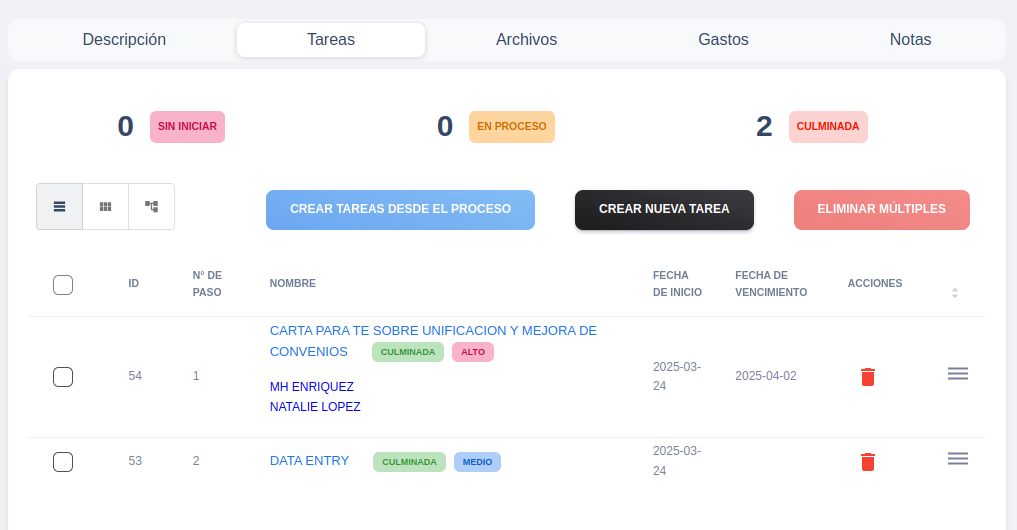 Descripción Tareas Archivos Gastos Notas
0 SIN INICIAR 0 EN PROCESO 2 CULMINADA
CREAR TAREAS DESDE EL PROCESO CREAR NUEVA TAREA ELIMINAR MÚLTIPLES
ID N° DE PASO NOMBRE FECHA DE INICIO FECHA DE VENCIMIENTO ACCIONES
CARTA PARA TE SOBRE UNIFICACION Y MEJORA DE
CONVENIOS CULMINADA ALTO
54 1 2025-03-24 2025-04-02
MH ENRIQUEZ
NATALIE LOPEZ
53 2 DATA ENTRY CULMINADA MEDIO 2025-03-24